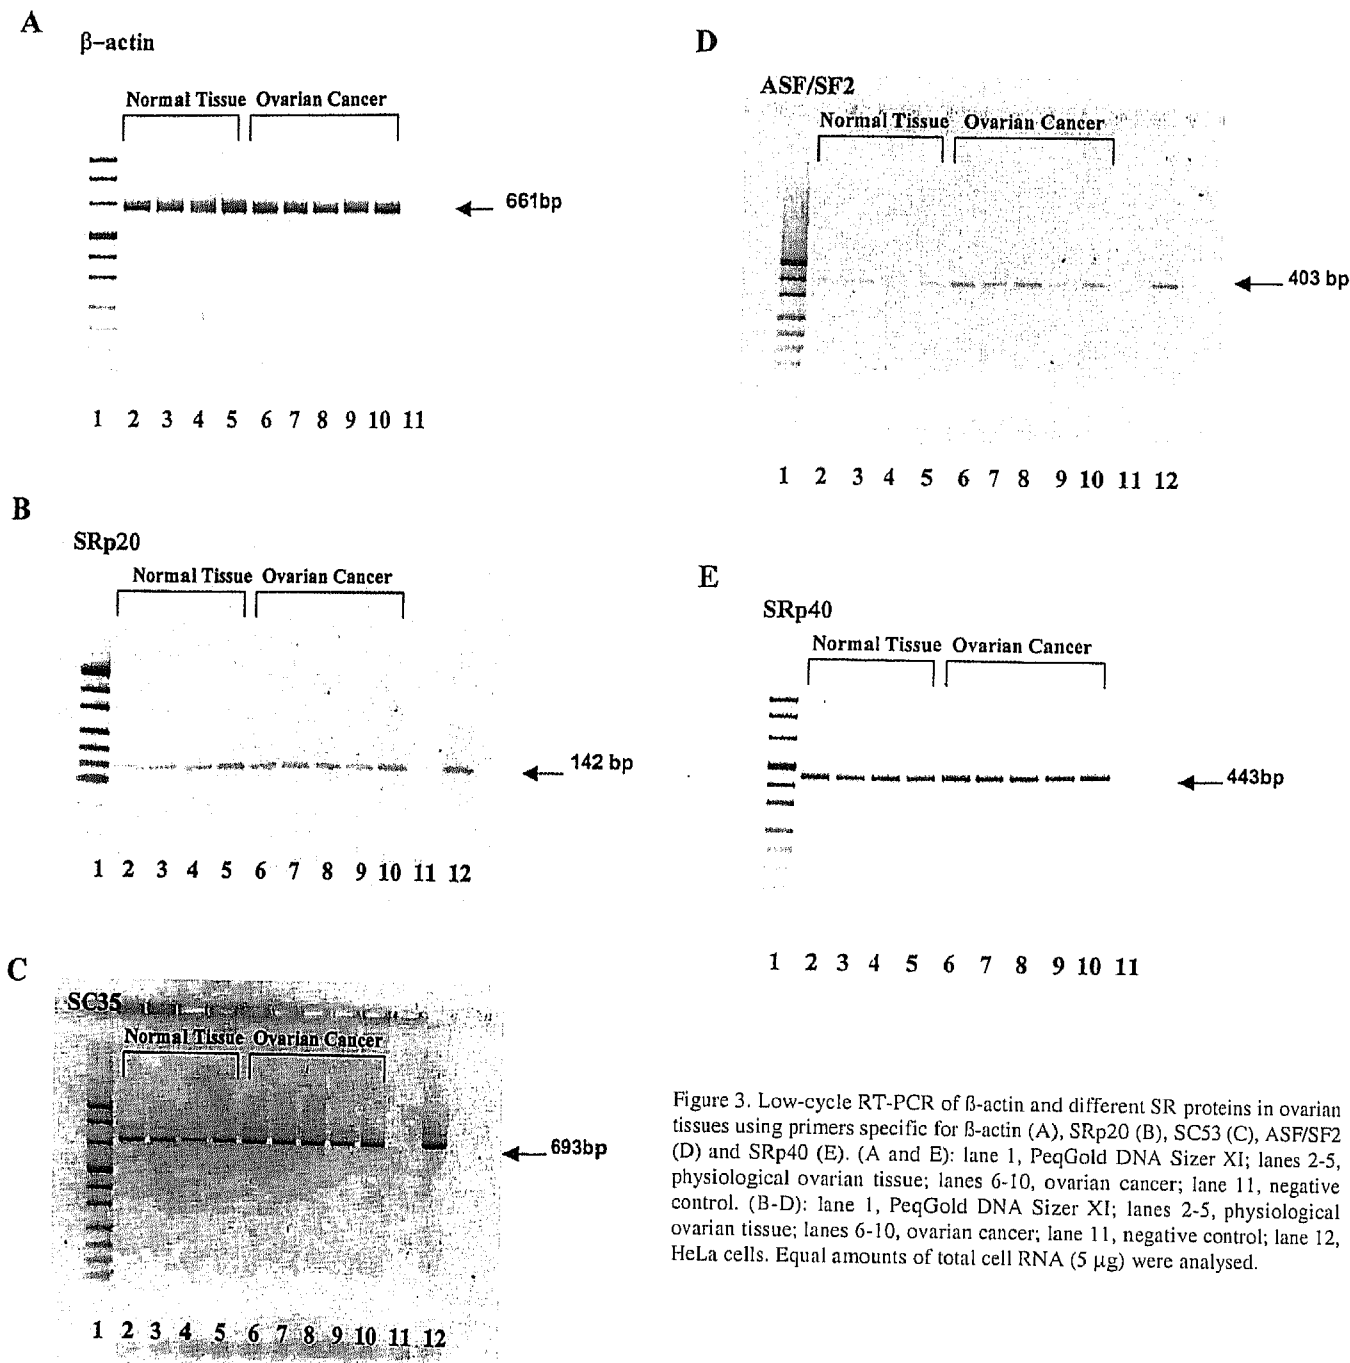 A
β–actin
Normal Tissue Ovarian Cancer
661bp
1 2 3 4 5 6 7 8 9 10 11
B
SRp20
Normal Tissue Ovarian Cancer
142 bp
1 2 3 4 5 6 7 8 9 10 11 12
C
SC35
Normal Tissue Ovarian Cancer
693bp
1 2 3 4 5 6 7 8 9 10 11 12
D
ASF/SF2
Normal Tissue Ovarian Cancer
403 bp
1 2 3 4 5 6 7 8 9 10 11 12
E
SRp40
Normal Tissue Ovarian Cancer
443bp
1 2 3 4 5 6 7 8 9 10 11
Figure 3. Low-cycle RT-PCR of ß-actin and different SR proteins in ovarian
tissues using primers specific for ß-actin (A), SRp20 (B), SC53 (C), ASF/SF2
(D) and SRp40 (E). (A and E): lane 1, PeqGold DNA Sizer XI; lanes 2-5,
physiological ovarian tissue; lanes 6-10, ovarian cancer; lane 11, negative
control. (B-D): lane 1, PeqGold DNA Sizer XI; lanes 2-5, physiological
ovarian tissue; lanes 6-10, ovarian cancer; lane 11, negative control; lane 12,
HeLa cells. Equal amounts of total cell RNA (5 µg) were analysed.